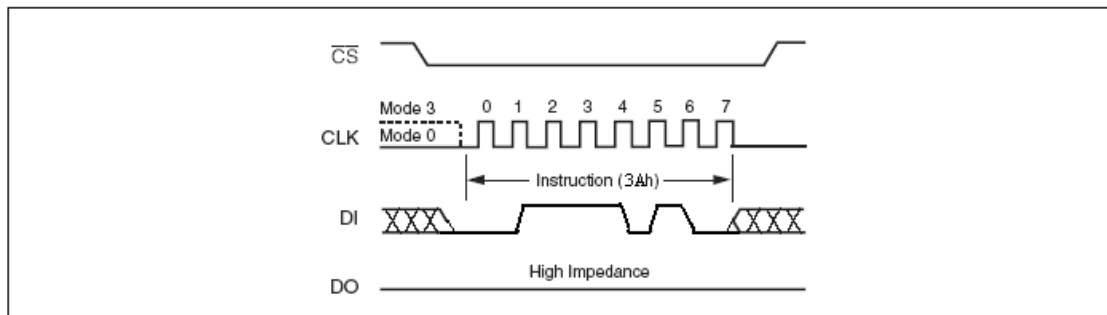 CS
Mode 3 0 1 2 3 4 5 6 7
CLK Mode 0
Instruction (3Ah)
DI
High Impedance
DO